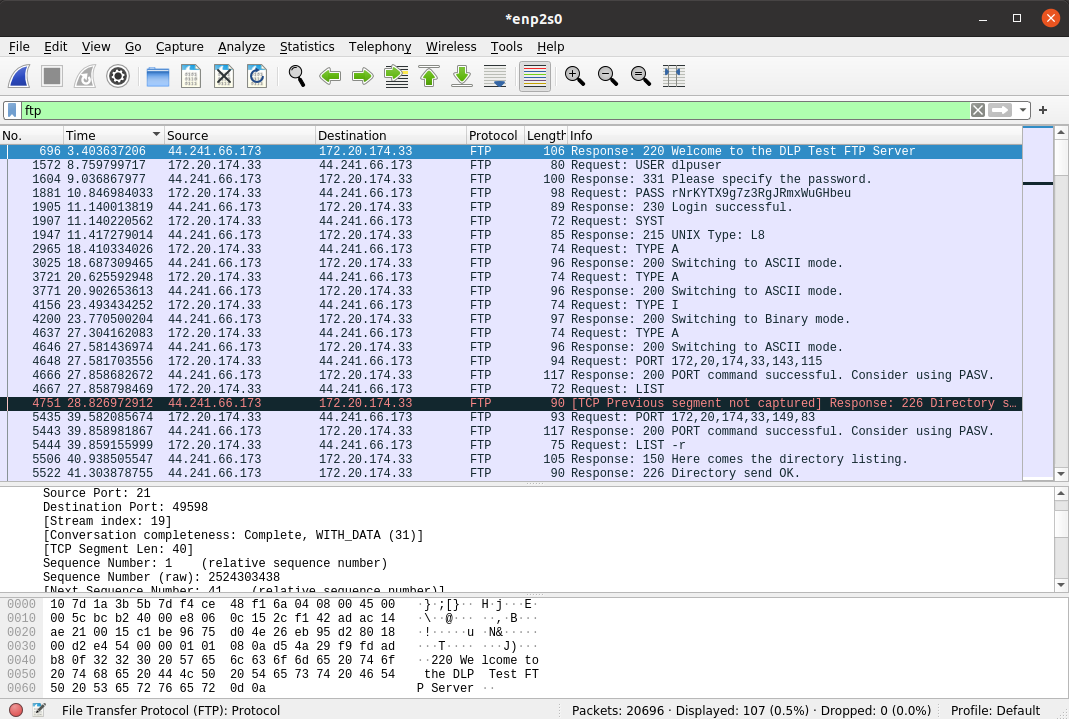 *enp2s0
File Edit View Go Capture Analyze Statistics Telephony Wireless Tools Help
ftp
No. Time Source Destination Protocol Length Info
696 3.403637206 44.241.66.173 172.20.174.33 FTP 106 Response: 220 Welcome to the DLP Test FTP Server
1572 8.759799717 172.20.174.33 44.241.66.173 FTP 80 Request: USER dlpuser
1604 9.036867977 44.241.66.173 172.20.174.33 FTP 100 Response: 331 Please specify the password.
1881 10.846984033 172.20.174.33 44.241.66.173 FTP 98 Request: PASS rNrKYTX9g7z3RgJRmxWuGHbeu
1905 11.140013819 44.241.66.173 172.20.174.33 FTP 89 Response: 230 Login successful.
1907 11.140220562 172.20.174.33 44.241.66.173 FTP 72 Request: SYST
1947 11.417279014 44.241.66.173 172.20.174.33 FTP 85 Response: 215 UNIX Type: L8
2965 18.410334026 172.20.174.33 44.241.66.173 FTP 74 Request: TYPE A
3025 18.687309465 44.241.66.173 172.20.174.33 FTP 96 Response: 200 Switching to ASCII mode.
3721 20.625592948 172.20.174.33 44.241.66.173 FTP 74 Request: TYPE A
3771 20.902653613 44.241.66.173 172.20.174.33 FTP 96 Response: 200 Switching to ASCII mode.
4156 23.493434252 172.20.174.33 44.241.66.173 FTP 74 Request: TYPE I
4200 23.770500204 44.241.66.173 172.20.174.33 FTP 97 Response: 200 Switching to Binary mode.
4637 27.304162083 172.20.174.33 44.241.66.173 FTP 74 Request: TYPE A
4646 27.581436974 44.241.66.173 172.20.174.33 FTP 96 Response: 200 Switching to ASCII mode.
4648 27.581703556 172.20.174.33 44.241.66.173 FTP 94 Request: PORT 172,20,174,33,143,115
4666 27.858682672 44.241.66.173 172.20.174.33 FTP 117 Response: 200 PORT command successful. Consider using PASV.
4667 27.858798469 172.20.174.33 44.241.66.173 FTP 72 Request: LIST
4751 28.826972912 44.241.66.173 172.20.174.33 FTP 90 [TCP Previous segment not captured] Response: 226 Directory s…
5435 39.582085674 172.20.174.33 44.241.66.173 FTP 93 Request: PORT 172,20,174,33,149,83
5443 39.858981867 44.241.66.173 172.20.174.33 FTP 117 Response: 200 PORT command successful. Consider using PASV.
5444 39.859155999 172.20.174.33 44.241.66.173 FTP 75 Request: LIST -r
5506 40.938505547 44.241.66.173 172.20.174.33 FTP 105 Response: 150 Here comes the directory listing.
5522 41.303878755 44.241.66.173 172.20.174.33 FTP 90 Response: 226 Directory send OK.
Source Port: 21
Destination Port: 49598
[Stream index: 19]
[Conversation completeness: Complete, WITH_DATA (31)]
[TCP Segment Len: 40]
Sequence Number: 1 (relative sequence number)
Sequence Number (raw): 2524303438
[Next Sequence Number: 41 (relative sequence number)]
0000 10 7d 1a 3b 5b 7d f4 ce 48 f1 6a 04 08 00 45 00 ·}·;[}·· H·j···E·
0010 00 5c bc b2 40 00 e8 06 0c 15 2c f1 42 ad ac 14 ·\··@··· ··,·B···
0020 ae 21 00 15 c1 be 96 75 d0 4e 26 eb 95 d2 80 18 ·!·····u ·N&·····
0030 00 d2 e4 54 00 00 01 01 08 0a d5 4a 29 f9 fd ad ···T···· ···J)···
0040 b8 0f 32 32 30 20 57 65 6c 63 6f 6d 65 20 74 6f ··220 We lcome to
0050 20 74 68 65 20 44 4c 50 20 54 65 73 74 20 46 54 the DLP Test FT
0060 50 20 53 65 72 76 65 72 0d 0a P Server ··
File Transfer Protocol (FTP): Protocol Packets: 20696 · Displayed: 107 (0.5%) · Dropped: 0 (0.0%) Profile: Default